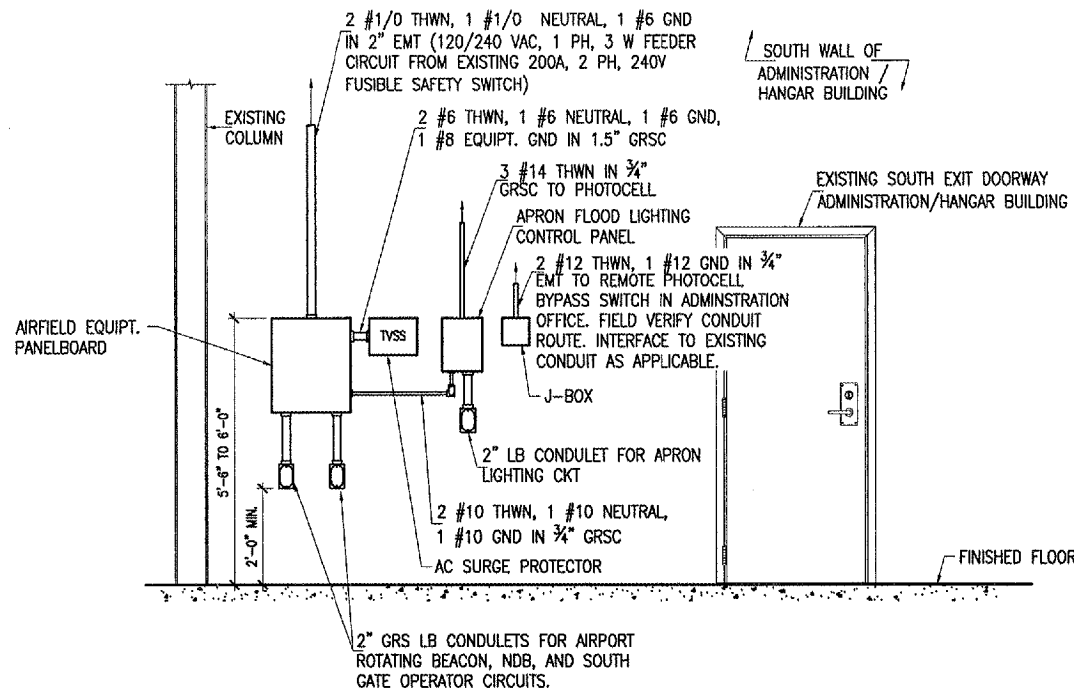 2 #1/0 THWN, 1 #1/0 NEUTRAL, 1 #6 GND
IN 2" EMT (120/240 VAC, 1 PH, 3 W FEEDER
CIRCUIT FROM EXISTING 200A, 2 PH, 240V
FUSIBLE SAFETY SWITCH)
SOUTH WALL OF
ADMINISTRATION /
HANGAR BUILDING
EXISTING
COLUMN
2 #6 THWN, 1 #6 NEUTRAL, 1 #6 GND,
1 #8 EQUIPT. GND IN 1.5" GRSC
3 #14 THWN IN ¾"
GRSC TO PHOTOCELL
APRON FLOOD LIGHTING
CONTROL PANEL
EXISTING SOUTH EXIT DOORWAY
ADMINISTRATION/HANGAR BUILDING
2 #12 THWN, 1 #12 GND IN ¾"
EMT TO REMOTE PHOTOCELL
BYPASS SWITCH IN ADMINSTRATION
OFFICE. FIELD VERIFY CONDUIT
ROUTE. INTERFACE TO EXISTING
CONDUIT AS APPLICABLE.
AIRFIELD EQUIPT.
PANELBOARD
TVSS
J-BOX
5'-6" TO 6'-0"
2'-0" MIN.
2" LB CONDULET FOR APRON
LIGHTING CKT
2 #10 THWN, 1 #10 NEUTRAL,
1 #10 GND IN ¾" GRSC
AC SURGE PROTECTOR
FINISHED FLOOR
2" GRS LB CONDULETS FOR AIRPORT
ROTATING BEACON, NDB, AND SOUTH
GATE OPERATOR CIRCUITS.